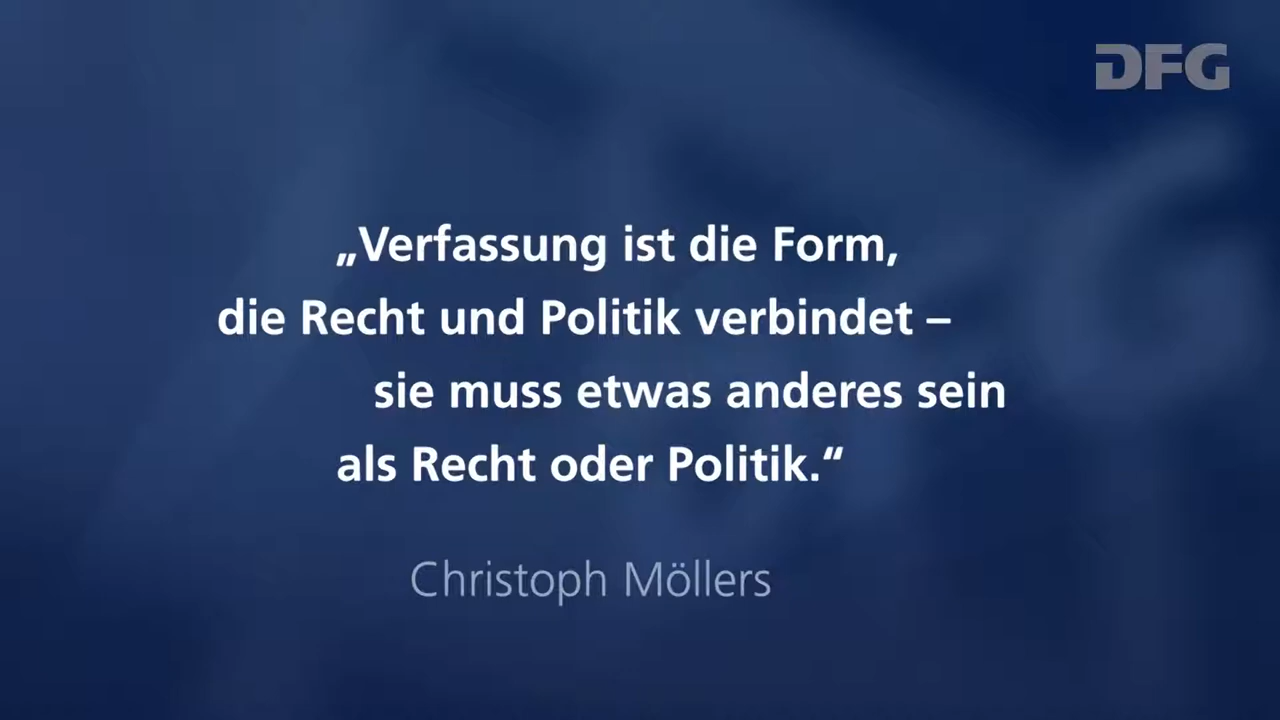 DFG
„Verfassung ist die Form,
die Recht und Politik verbindet –
sie muss etwas anderes sein
als Recht oder Politik.“
Christoph Möllers